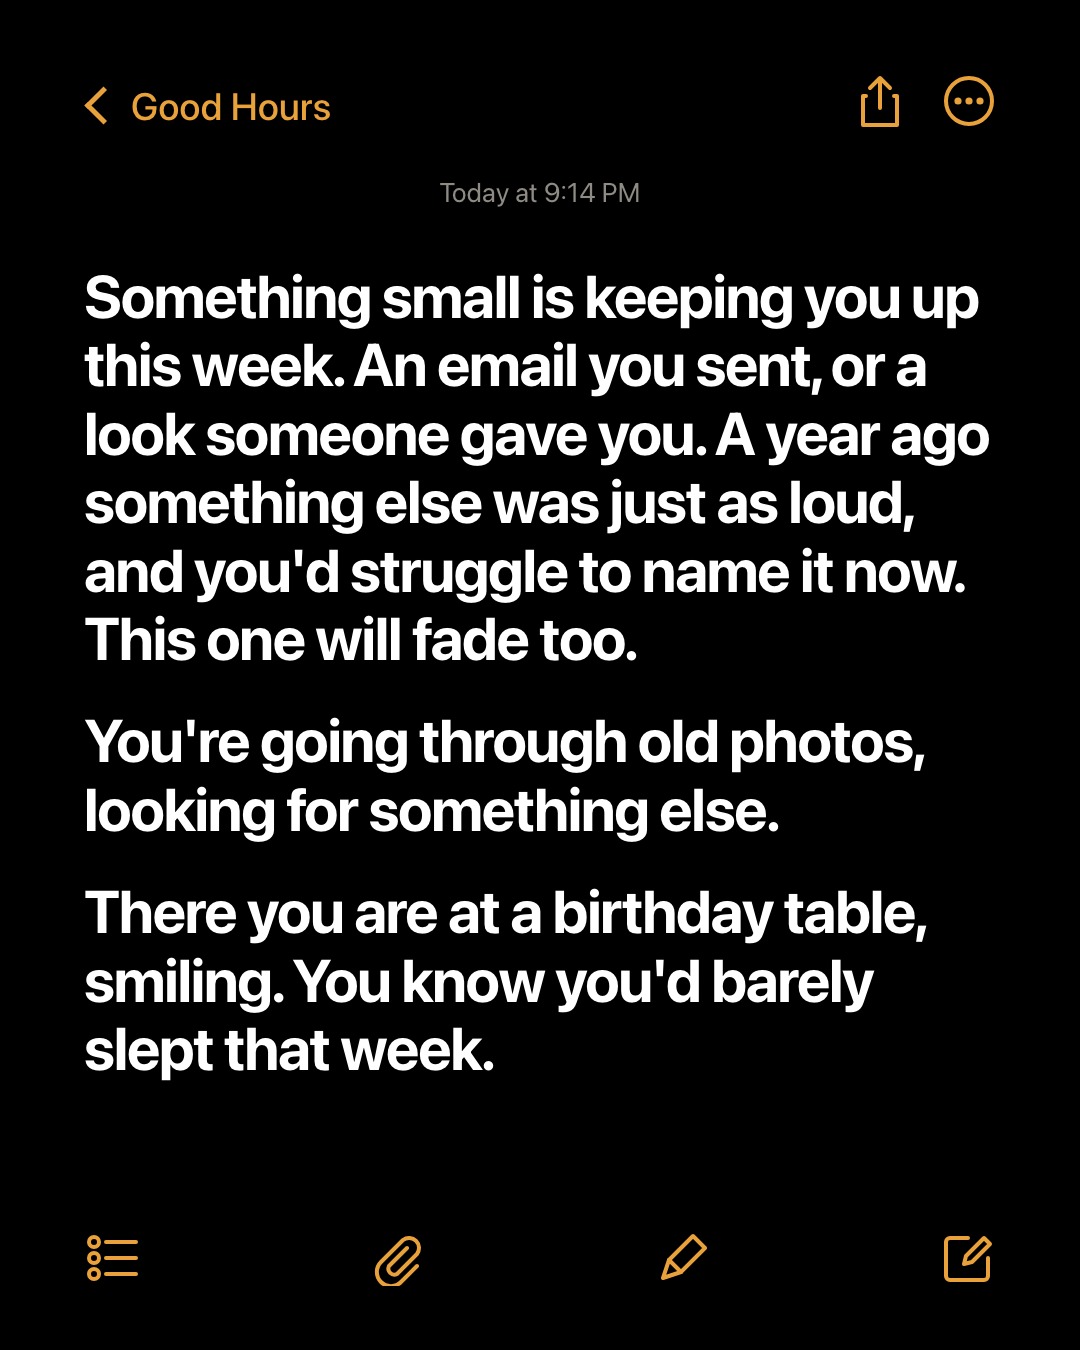 Good Hours
Today at 9:14 PM
Something small is keeping you up
this week. An email you sent, or a
look someone gave you. A year ago
something else was just as loud,
and you'd struggle to name it now.
This one will fade too.
You're going through old photos,
looking for something else.
There you are at a birthday table,
smiling. You know you'd barely
slept that week.